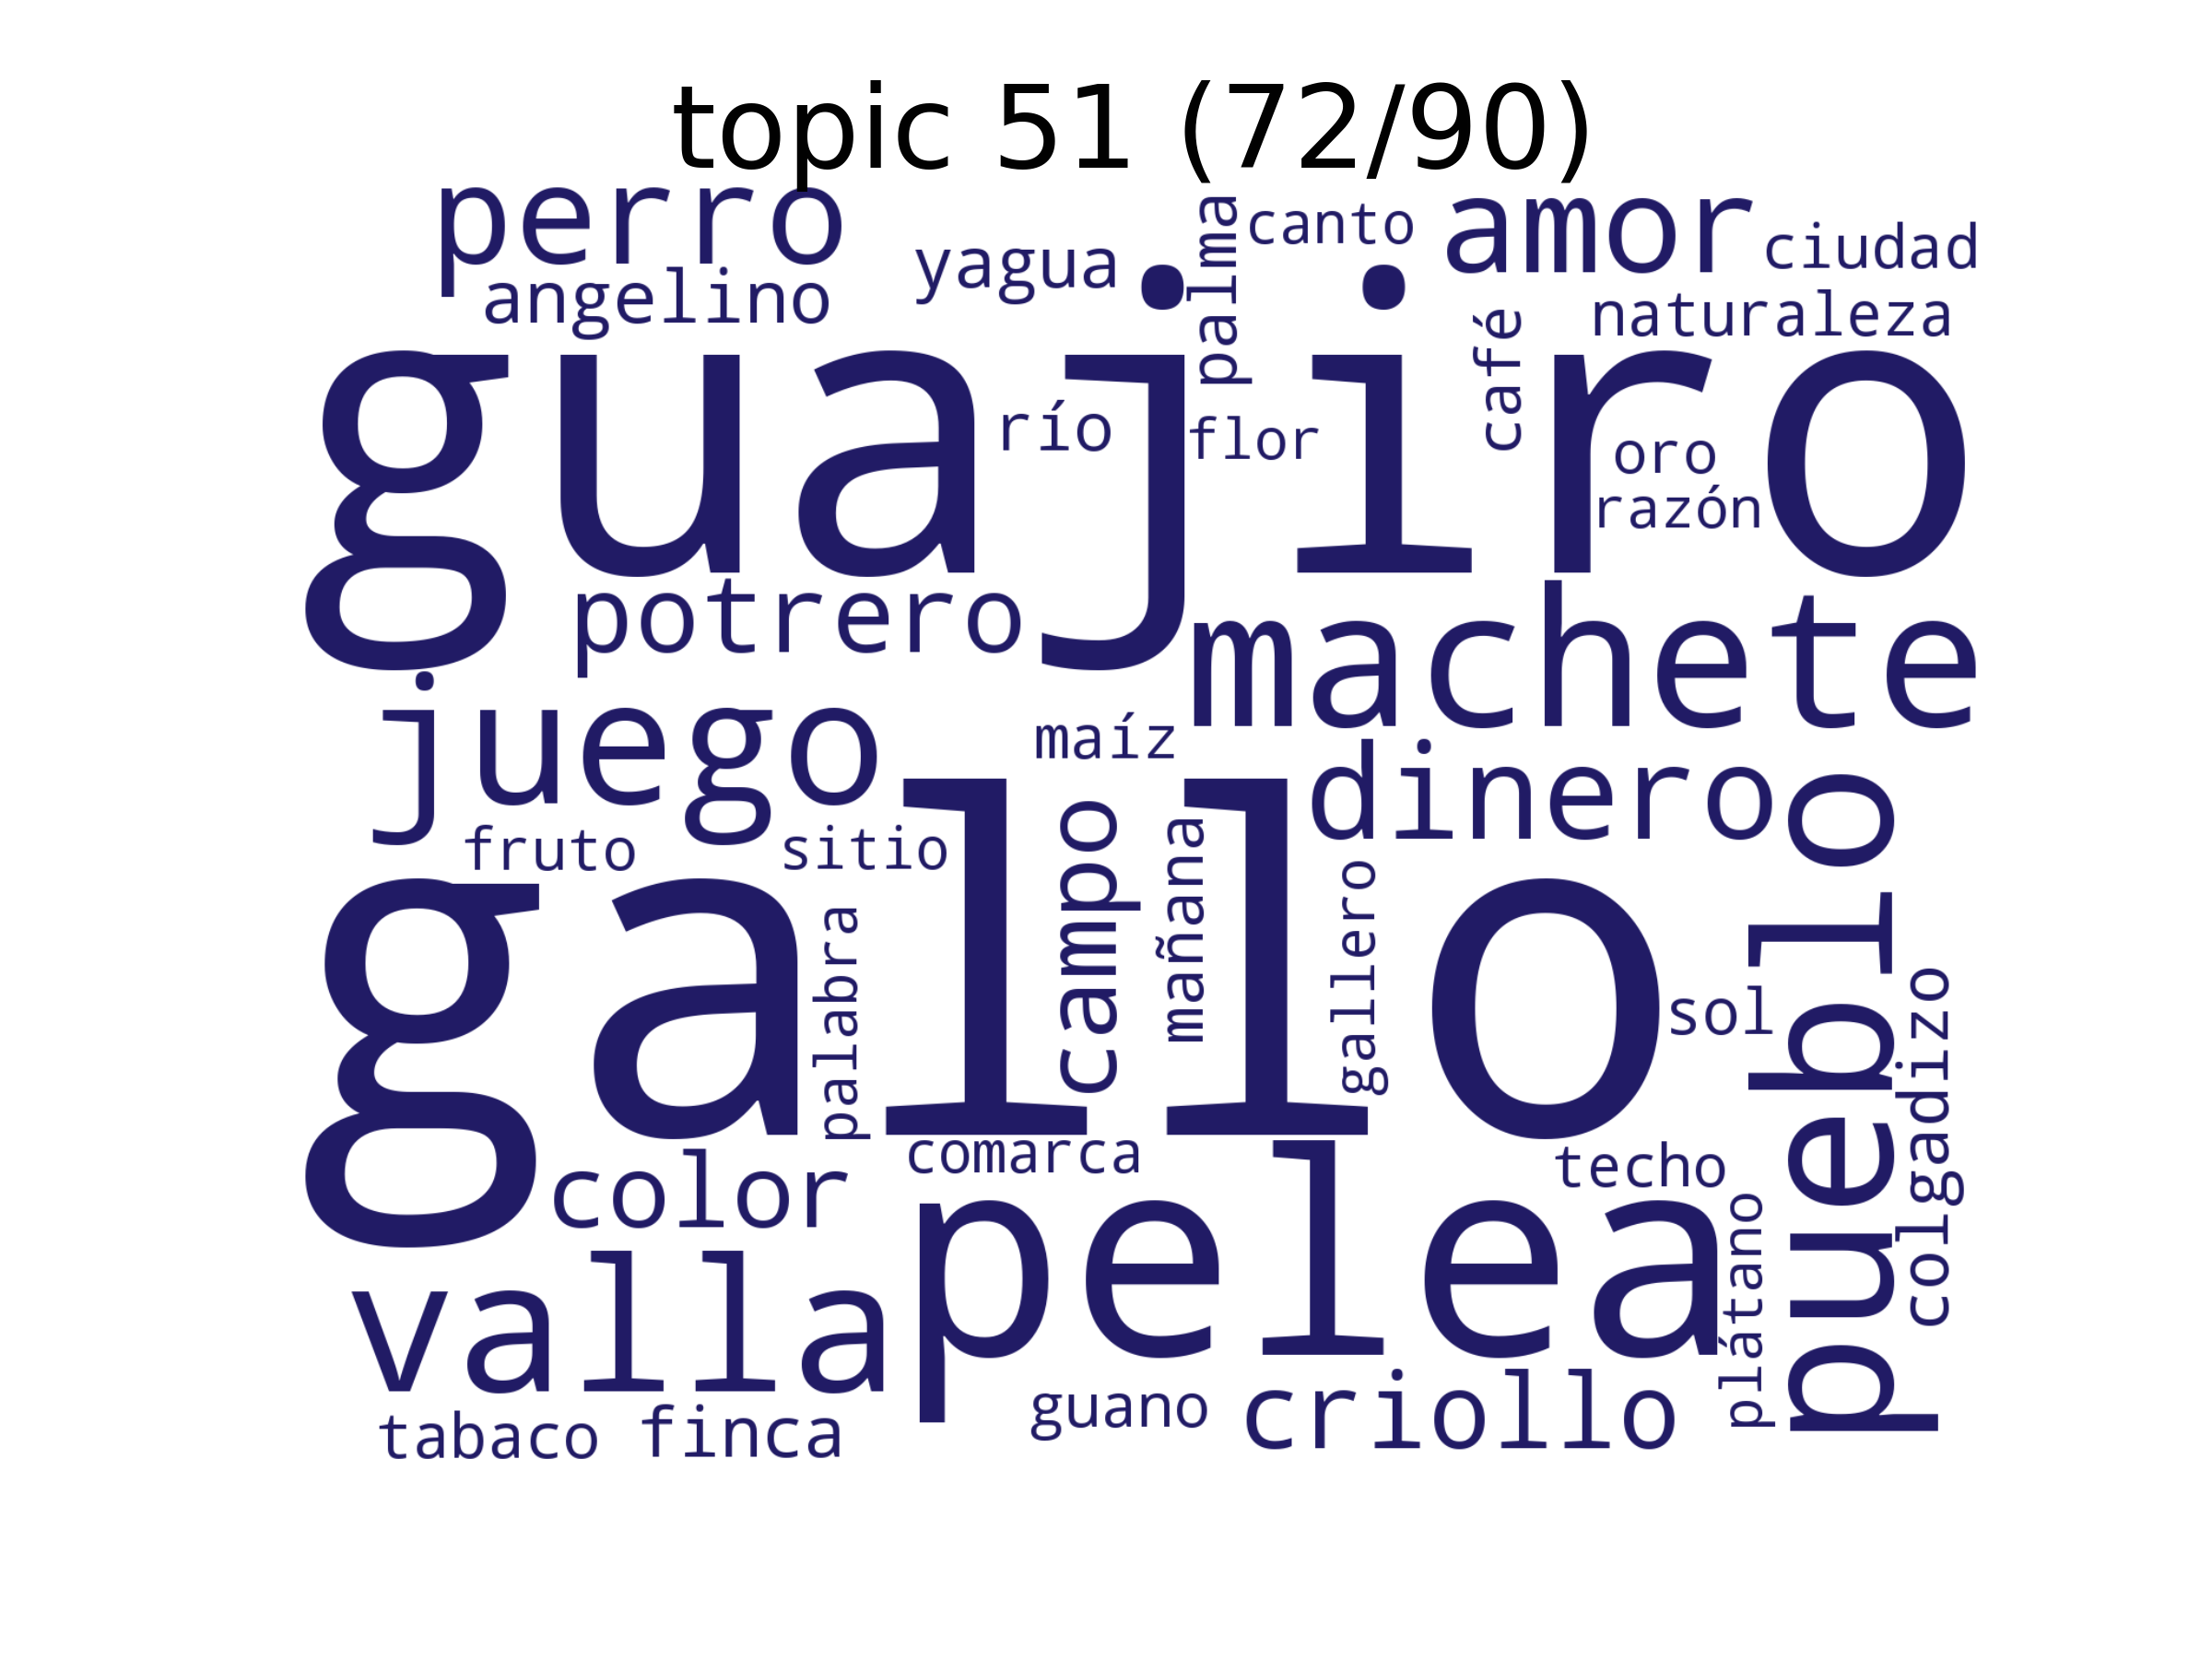 topic 51 (72/90)
perro
yagua
palma
canto
amor
ciudad
angelino
naturaleza
guajiro
río
flor
café
oro
razón
potrero
machete
juego
maíz
dinero
fruto
sitio
gallo
campo
mañana
gallero
palabra
sol
pueblo
colgadizo
color
comarca
techo
valla
pelea
plátano
tabaco
finca
guano
criollo